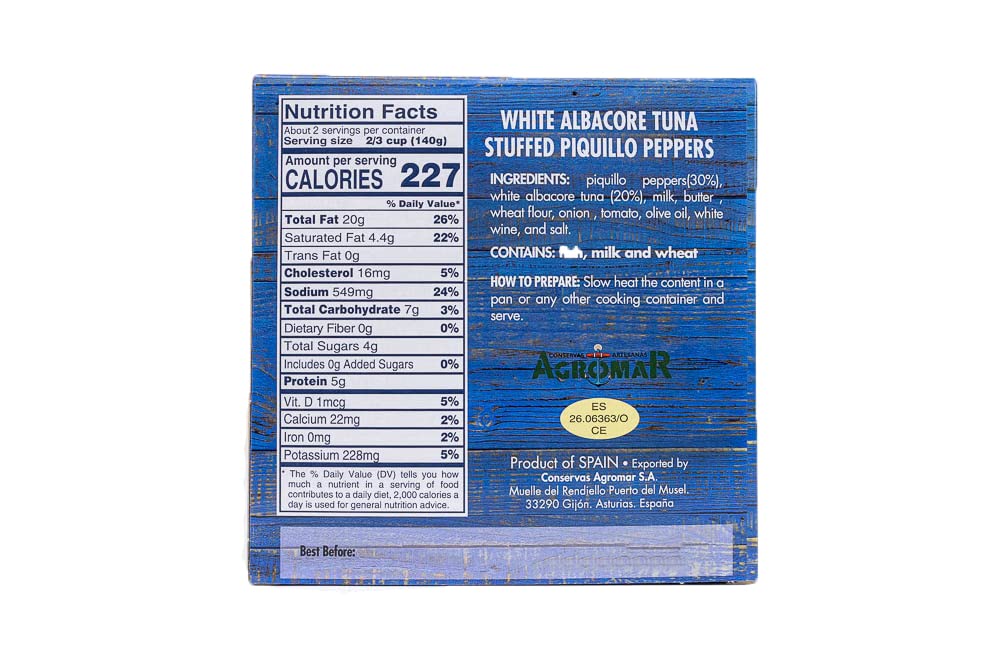 Nutrition Facts
About 2 servings per container
Serving size 2/3 cup (140g)
Amount per serving
CALORIES 227
% Daily Value*
Total Fat 20g 26%
Saturated Fat 4.4g 22%
Trans Fat 0g
Cholesterol 16mg 5%
Sodium 549mg 24%
Total Carbohydrate 7g 3%
Dietary Fiber 0g 0%
Total Sugars 4g
Includes 0g Added Sugars 0%
Protein 5g
Vit. D 1mcg 5%
Calcium 22mg 2%
Iron 0mg 2%
Potassium 228mg 5%
* The % Daily Value (DV) tells you how
much a nutrient in a serving of food
contributes to a daily diet, 2,000 calories a
day is used for general nutrition advice.
WHITE ALBACORE TUNA
STUFFED PIQUILLO PEPPERS
INGREDIENTS: piquillo peppers(30%),
white albacore tuna (20%), milk, butter ,
wheat flour, onion , tomato, olive oil, white
wine, and salt.
CONTAINS: , milk and wheat
HOW TO PREPARE: Slow heat the content in a
pan or any other cooking container and
serve.
CONSERVAS ARTESANAS
AGROMAR
ES
26.06363/O
CE
Product of SPAIN • Exported by
Conservas Agromar S.A.
Muelle del Rendjello Puerto del Musel.
33290 Gijón. Asturias. España
Best Before: